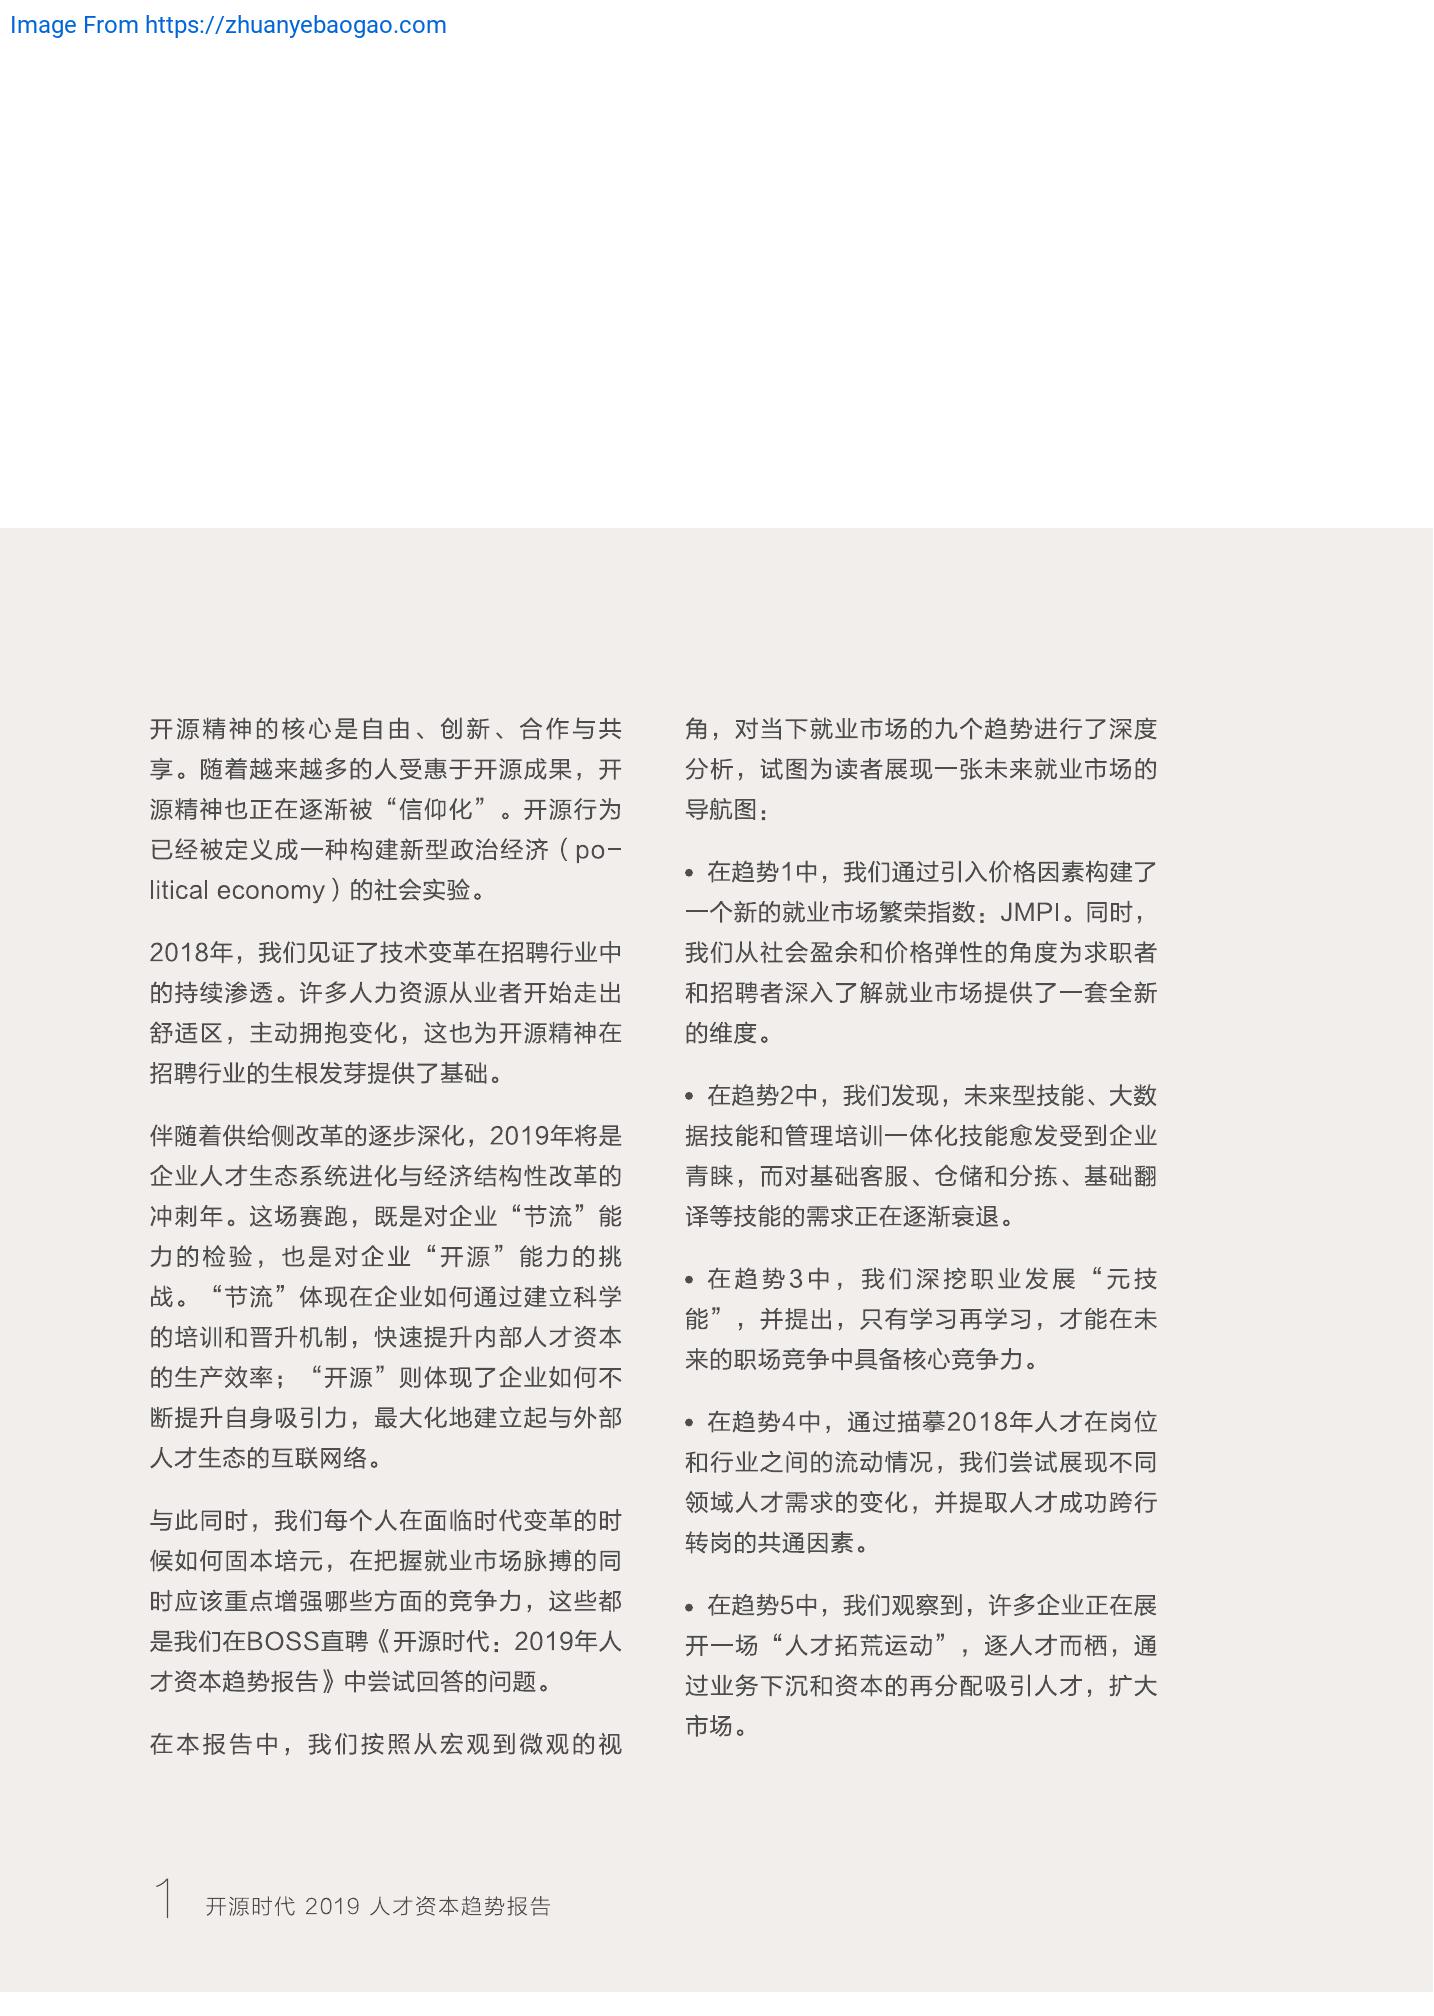 Image From https://zhuanyebaogao.com
开源精神的核心是自由、创新、合作与共
享。随着越来越多的人受惠于开源成果，开
源精神也正在逐渐被“信仰化”。开源行为
已经被定义成一种构建新型政治经济（po-
litical economy）的社会实验。
2018年，我们见证了技术变革在招聘行业中
的持续渗透。许多人力资源从业者开始走出
舒适区，主动拥抱变化，这也为开源精神在
招聘行业的生根发芽提供了基础。
伴随着供给侧改革的逐步深化，2019年将是
企业人才生态系统进化与经济结构性改革的
冲刺年。这场赛跑，既是对企业“节流”能
力的检验，也是对企业“开源”能力的挑
战。“节流”体现在企业如何通过建立科学
的培训和晋升机制，快速提升内部人才资本
的生产效率；“开源”则体现了企业如何不
断提升自身吸引力，最大化地建立起与外部
人才生态的互联网络。
与此同时，我们每个人在面临时代变革的时
候如何固本培元，在把握就业市场脉搏的同
时应该重点增强哪些方面的竞争力，这些都
是我们在BOSS直聘《开源时代：2019年人
才资本趋势报告》中尝试回答的问题。
在本报告中，我们按照从宏观到微观的视
角，对当下就业市场的九个趋势进行了深度
分析，试图为读者展现一张未来就业市场的
导航图：
• 在趋势1中，我们通过引入价格因素构建了
一个新的就业市场繁荣指数：JMPI。同时，
我们从社会盈余和价格弹性的角度为求职者
和招聘者深入了解就业市场提供了一套全新
的维度。
• 在趋势2中，我们发现，未来型技能、大数
据技能和管理培训一体化技能愈发受到企业
青睐，而对基础客服、仓储和分拣、基础翻
译等技能的需求正在逐渐衰退。
• 在趋势3中，我们深挖职业发展“元技
能”，并提出，只有学习再学习，才能在未
来的职场竞争中具备核心竞争力。
• 在趋势4中，通过描摹2018年人才在岗位
和行业之间的流动情况，我们尝试展现不同
领域人才需求的变化，并提取人才成功跨行
转岗的共通因素。
• 在趋势5中，我们观察到，许多企业正在展
开一场“人才拓荒运动”，逐人才而栖，通
过业务下沉和资本的再分配吸引人才，扩大
市场。
1 开源时代 2019 人才资本趋势报告